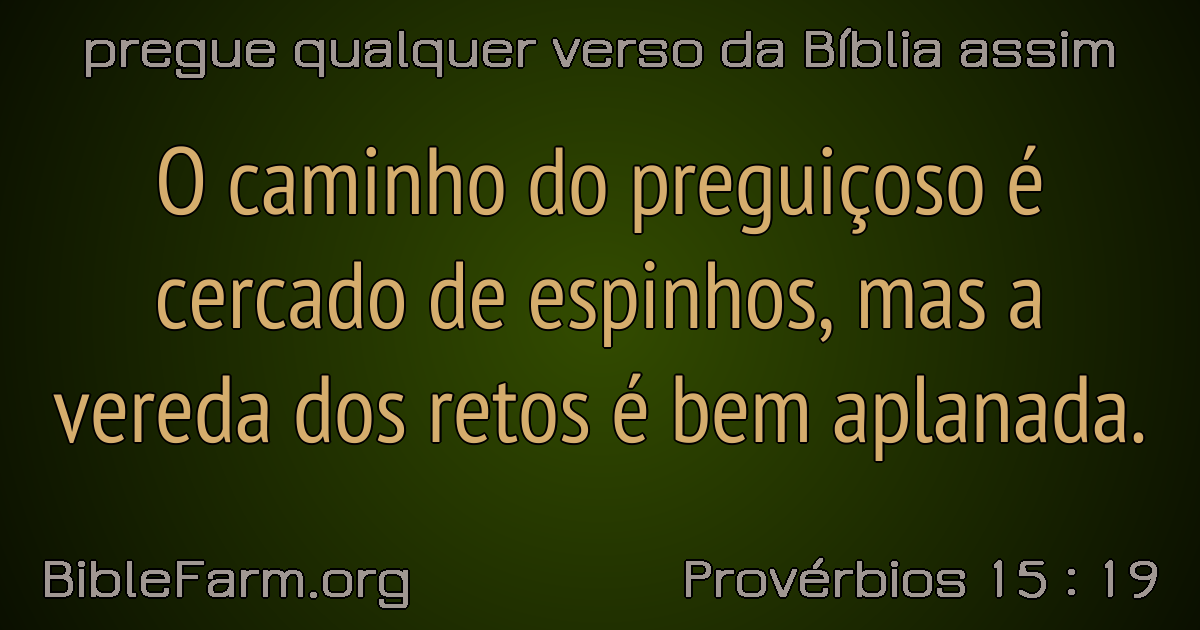 pregue qualquer verso da Bíblia assim
O caminho do preguiçoso é
cercado de espinhos, mas a
vereda dos retos é bem aplanada.
BibleFarm.org
Provérbios 15 : 19